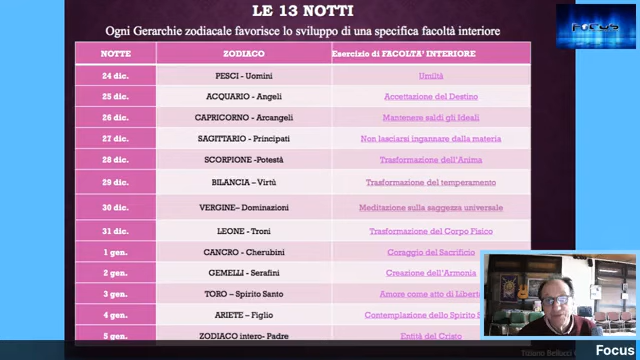 LE 13 NOTTI
FOCUS
Ogni Gerarchie zodiacale favorisce lo sviluppo di una specifica facoltà interiore
NOTTE ZODIACO Esercizio di FACOLTA' INTERIORE
24 dic. PESCI - Uomini Umiltà
25 dic. ACQUARIO - Angeli Accettazione del Destino
26 dic. CAPRICORNO - Arcangeli Mantenere saldi gli Ideali
27 dic. SAGITTARIO - Principati Non lasciarsi ingannare dalla materia
28 dic. SCORPIONE -Potestà Trasformazione dell'Anima
29 dic. BILANCIA – Virtù Trasformazione del temperamento
30 dic. VERGINE– Dominazioni Meditazione sulla saggezza universale
31 dic. LEONE - Troni Trasformazione del Corpo Fisico
1 gen. CANCRO - Cherubini Coraggio del Sacrificio
2 gen. GEMELLI - Serafini Creazione dell'Armonia
3 gen. TORO – Spirito Santo Amore come atto di Libert
4 gen. ARIETE – Figlio Contemplazione dello Spirito S
5 gen. ZODIACO intero- Padre Entità del Cristo
Tiziano Bellucci
Focus